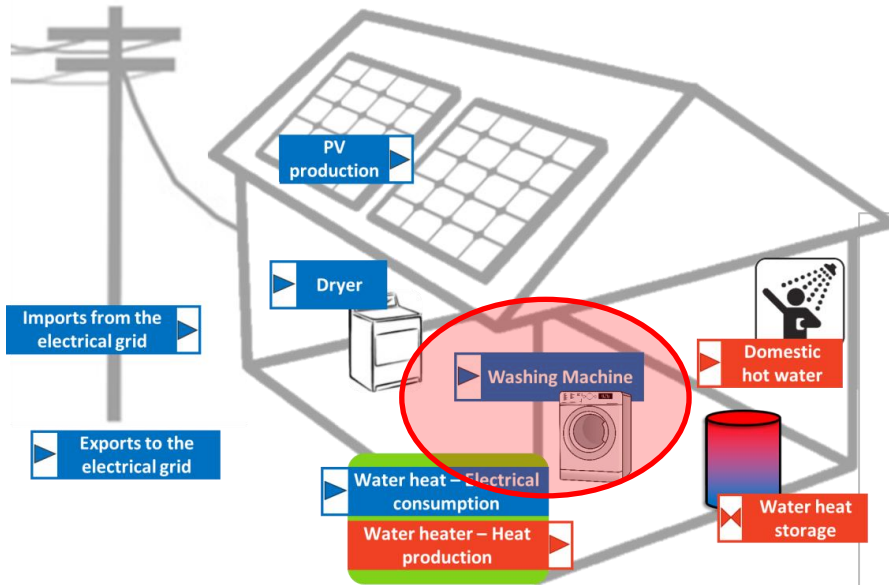 PV
production
Dryer
Imports from the
electrical grid
Washing Machine
Domestic
hot water
Exports to the
electrical grid
Water heat – Electrical
consumption
Water heater – Heat
production
Water heat
storage